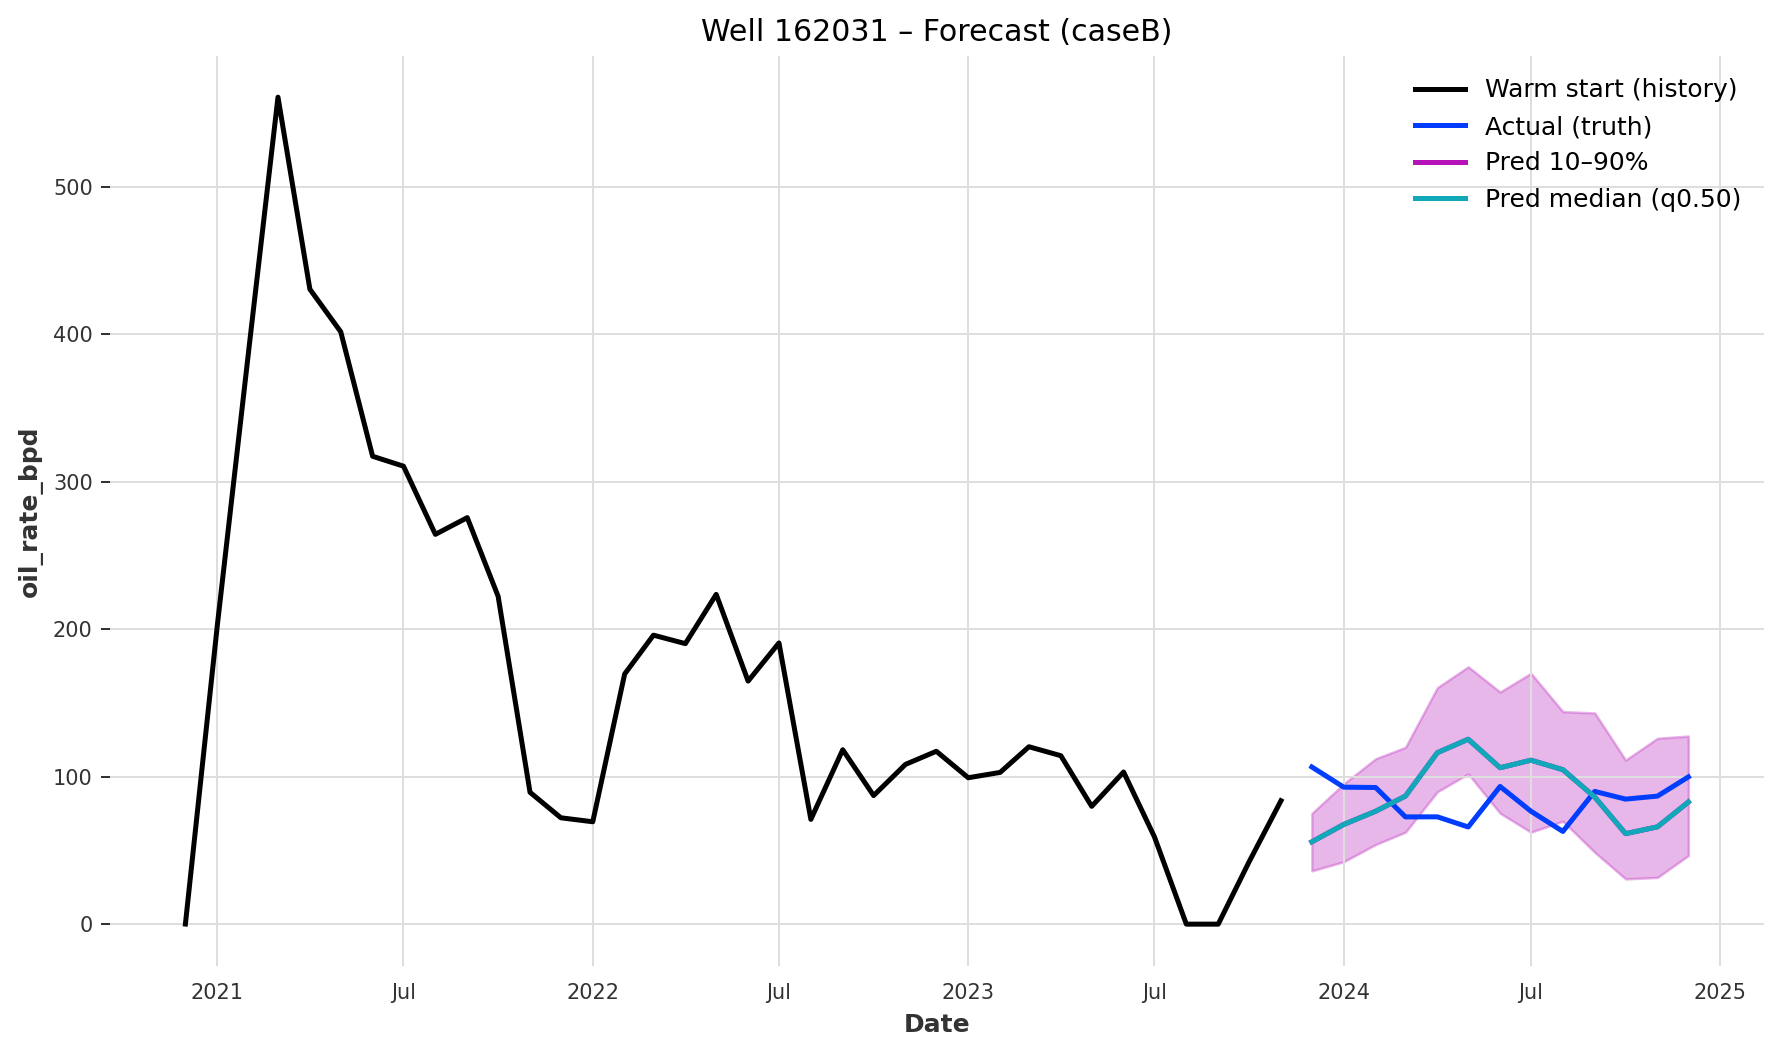 Well 162031 – Forecast (caseB)
Warm start (history)
Actual (truth)
Pred 10–90%
Pred median (q0.50)
oil_rate_bpd
500
400
300
200
100
0
2021
Jul
2022
Jul
2023
Jul
2024
Jul
2025
Date